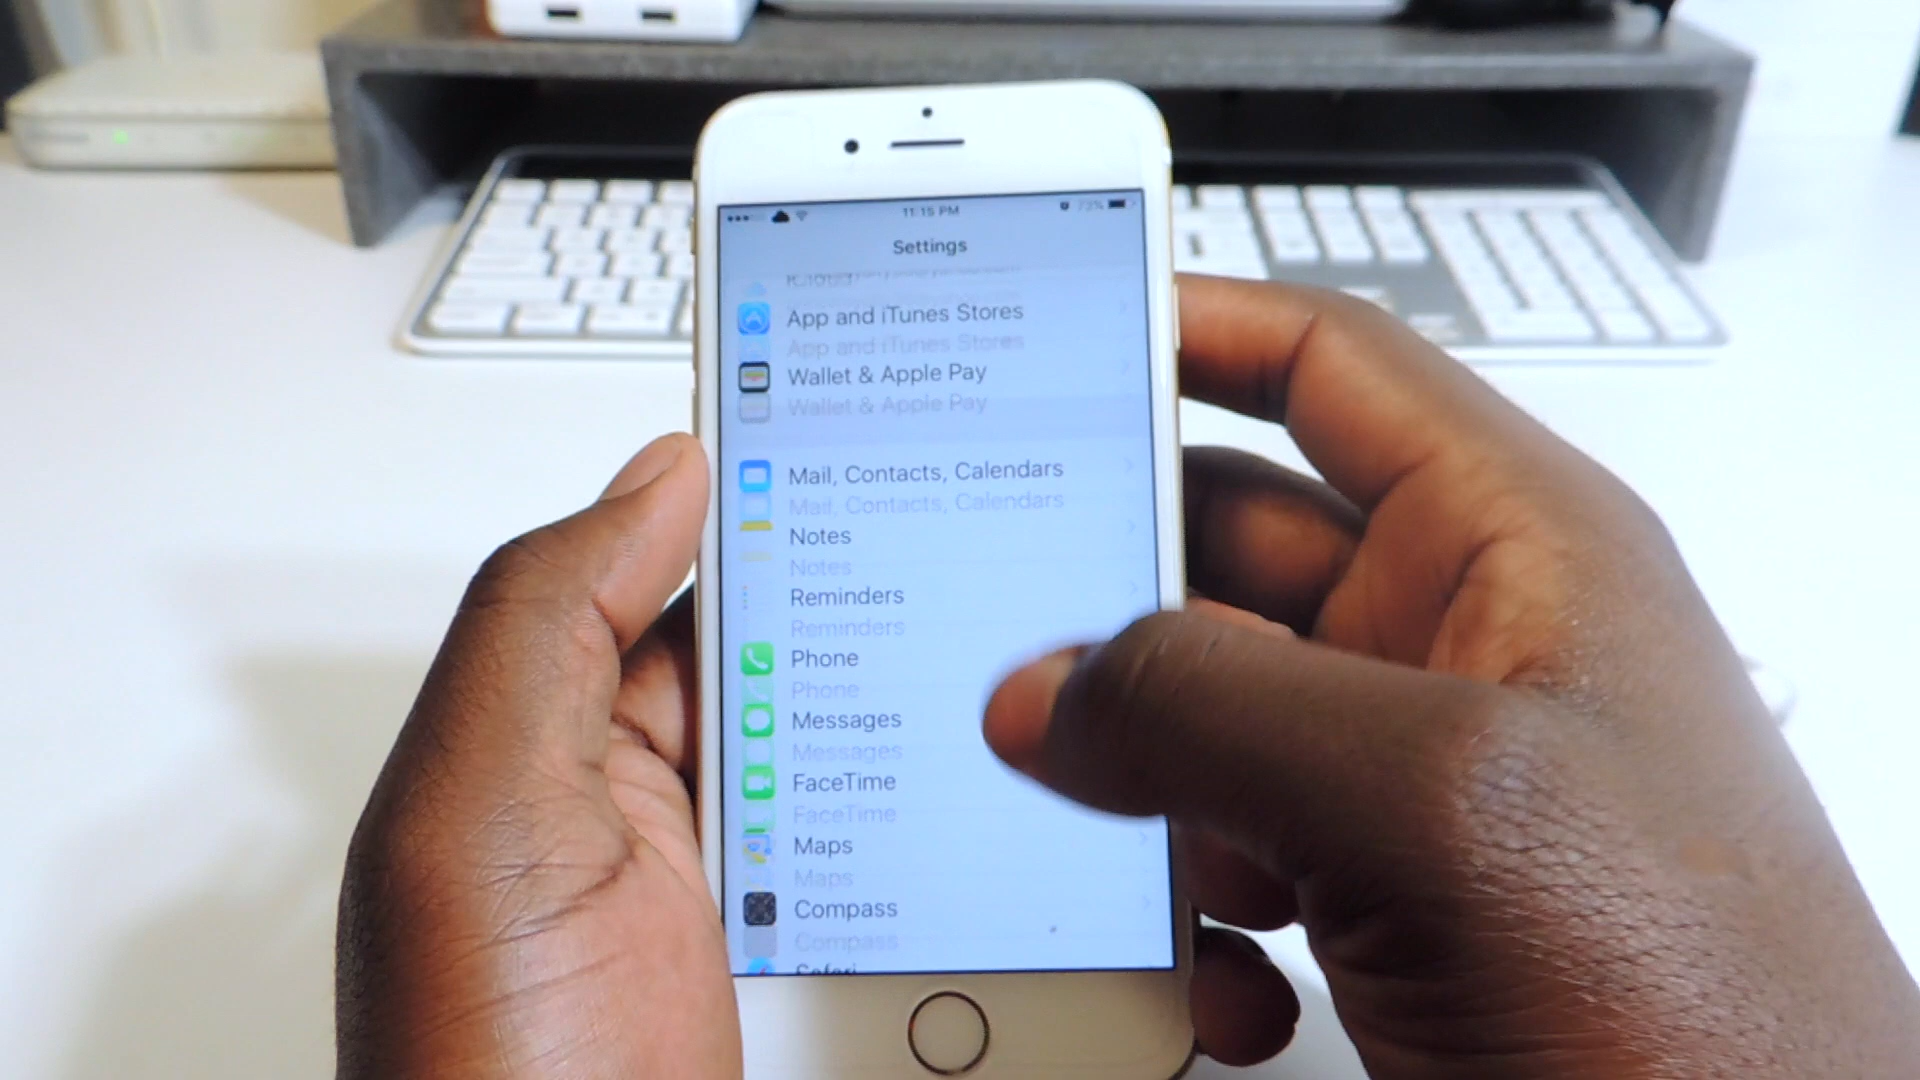 11:15 PM 73%
Settings
App and iTunes Stores
App and iTunes Stores
Wallet & Apple Pay
Wallet & Apple Pay
Mail, Contacts, Calendars
Mail, Contacts, Calendars
Notes
Notes
Reminders
Reminders
Phone
Phone
Messages
Messages
FaceTime
FaceTime
Maps
Maps
Compass
Compass
Safari